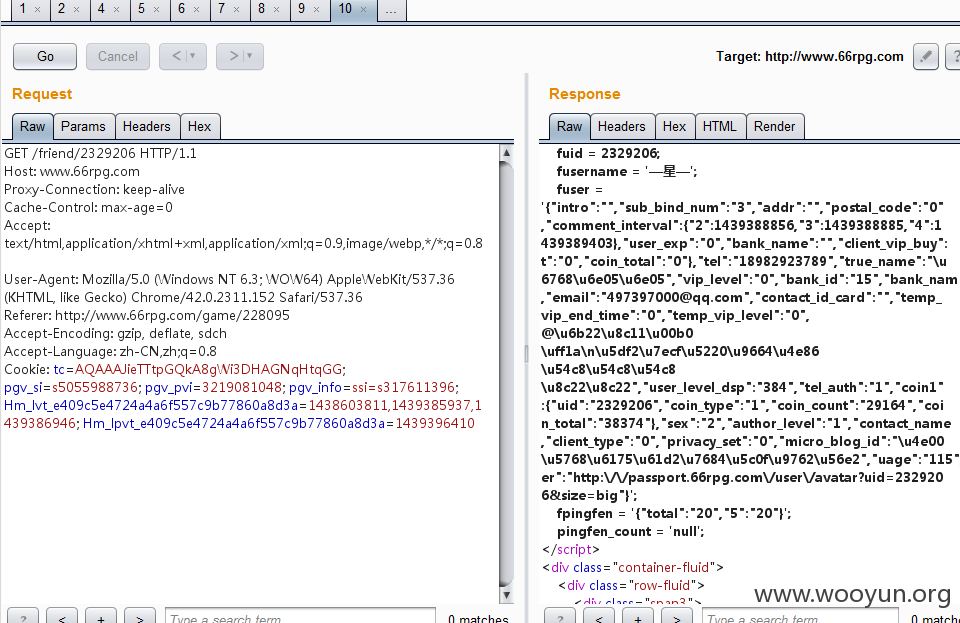 1 × 2 × 4 × 5 × 6 × 7 × 8 × 9 × 10 × ...
Go Cancel < > Target: http://www.66rpg.com ?
Request
Raw Params Headers Hex
GET /friend/2329206 HTTP/1.1
Host: www.66rpg.com
Proxy-Connection: keep-alive
Cache-Control: max-age=0
Accept:
text/html,application/xhtml+xml,application/xml;q=0.9,image/webp,*/*;q=0.8
User-Agent: Mozilla/5.0 (Windows NT 6.3; WOW64) AppleWebKit/537.36
(KHTML, like Gecko) Chrome/42.0.2311.152 Safari/537.36
Referer: http://www.66rpg.com/game/228095
Accept-Encoding: gzip, deflate, sdch
Accept-Language: zh-CN,zh;q=0.8
Cookie: tc=AQAAAJieTTtpGQkA8gWi3DHAGNqHtqGG;
pgv_si=s5055988736; pgv_pvi=3219081048; pgv_info=ssi=s317611396;
Hm_lvt_e409c5e4724a4a6f557c9b77860a8d3a=1438603811,1439385937,1
439386946; Hm_lpvt_e409c5e4724a4a6f557c9b77860a8d3a=1439396410
? < + > Type a search term 0 matches
Response
Raw Headers Hex HTML Render
fuid = 2329206;
fusername = '—星—';
fuser =
'{"intro":"","sub_bind_num":"3","addr":"","postal_code":"0"
,"comment_interval":{"2":1439388856,"3":1439388885,"4":1
439389403},"user_exp":"0","bank_name":"","client_vip_buy
t":"0","coin_total":"0"},"tel":"18982923789","true_name":"\u
6768\u6e05\u6e05","vip_level":"0","bank_id":"15","bank_nam
,"email":"497397000@qq.com","contact_id_card":"","temp_
vip_end_time":"0","temp_vip_level":"0",
@\u6b22\u8c11\u00b0
\uff1a\n\u5df2\u7ecf\u5220\u9664\u4e86
\u54c8\u54c8\u54c8
\u8c22\u8c22","user_level_dsp":"384","tel_auth":"1","coin1"
:{"uid":"2329206","coin_type":"1","coin_count":"29164","coi
n_total":"38374"},"sex":"2","author_level":"1","contact_name
,"client_type":"0","privacy_set":"0","micro_blog_id":"\u4e00
\u5768\u6175\u61d2\u7684\u5c0f\u9762\u56e2","uage":"115"
er":"http:\/\/passport.66rpg.com\/user\/avatar?uid=232920
6&size=big"}';
fpingfen = '{"total":"20","5":"20"}';
pingfen_count = 'null';
</script>
<div class="container-fluid">
<div class="row-fluid">
<div class="span3">
? < + > Type a search term 0 matche
www.wooyun.org